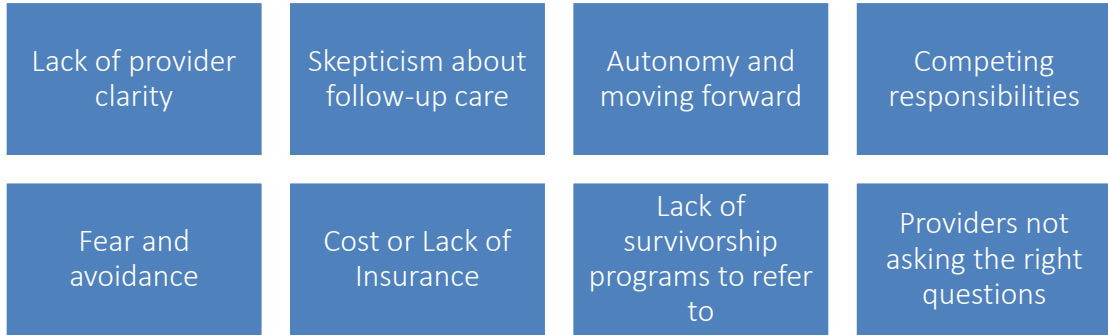 Lack of provider
clarity
Skepticism about
follow-up care
Autonomy and
moving forward
Competing
responsibilities
Fear and
avoidance
Cost or Lack of
Insurance
Lack of
survivorship
programs to refer
to
Providers not
asking the right
questions